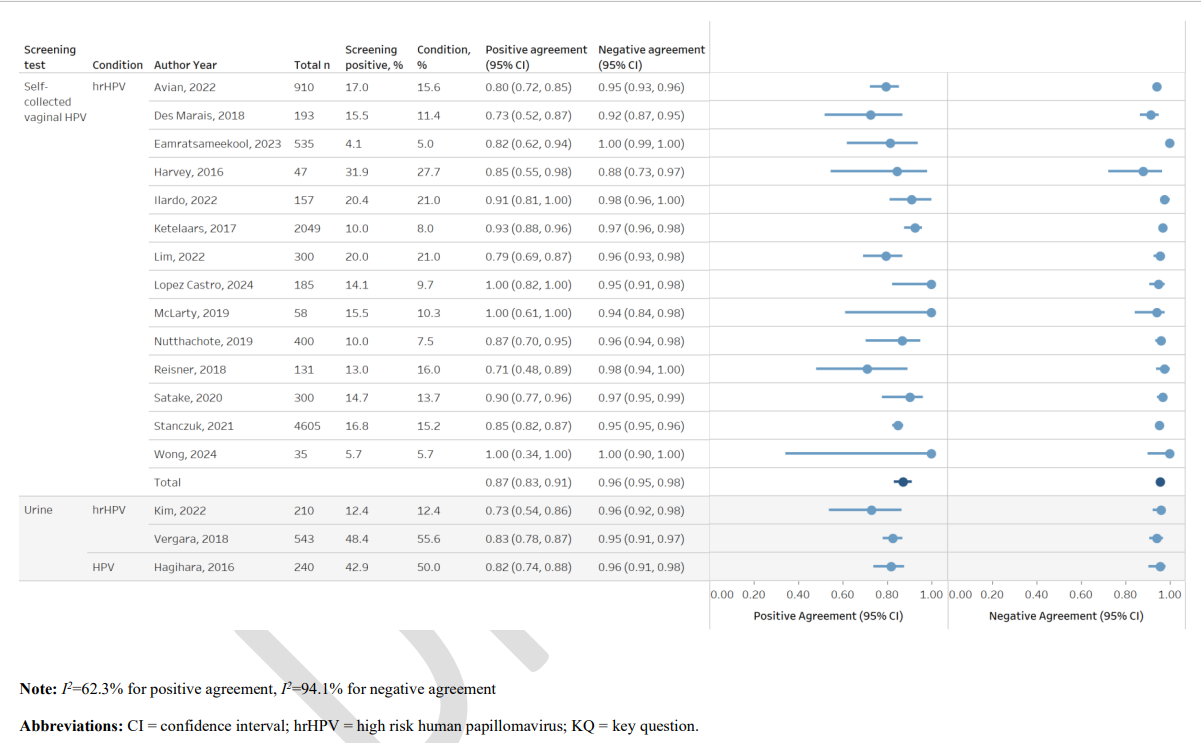 Screening test Condition Author Year Total n Screening positive, % Condition, % Positive agreement (95% CI) Negative agreement (95% CI)
Self-collected vaginal HPV hrHPV Avian, 2022 910 17.0 15.6 0.80 (0.72, 0.85) 0.95 (0.93, 0.96)
Des Marais, 2018 193 15.5 11.4 0.73 (0.52, 0.87) 0.92 (0.87, 0.95)
Eamratsameekool, 2023 535 4.1 5.0 0.82 (0.62, 0.94) 1.00 (0.99, 1.00)
Harvey, 2016 47 31.9 27.7 0.85 (0.55, 0.98) 0.88 (0.73, 0.97)
Ilardo, 2022 157 20.4 21.0 0.91 (0.81, 1.00) 0.98 (0.96, 1.00)
Ketelaars, 2017 2049 10.0 8.0 0.93 (0.88, 0.96) 0.97 (0.96, 0.98)
Lim, 2022 300 20.0 21.0 0.79 (0.69, 0.87) 0.96 (0.93, 0.98)
Lopez Castro, 2024 185 14.1 9.7 1.00 (0.82, 1.00) 0.95 (0.91, 0.98)
McLarty, 2019 58 15.5 10.3 1.00 (0.61, 1.00) 0.94 (0.84, 0.98)
Nutthachote, 2019 400 10.0 7.5 0.87 (0.70, 0.95) 0.96 (0.94, 0.98)
Reisner, 2018 131 13.0 16.0 0.71 (0.48, 0.89) 0.98 (0.94, 1.00)
Satake, 2020 300 14.7 13.7 0.90 (0.77, 0.96) 0.97 (0.95, 0.99)
Stanczuk, 2021 4605 16.8 15.2 0.85 (0.82, 0.87) 0.95 (0.95, 0.96)
Wong, 2024 35 5.7 5.7 1.00 (0.34, 1.00) 1.00 (0.90, 1.00)
Total 0.87 (0.83, 0.91) 0.96 (0.95, 0.98)
Urine hrHPV Kim, 2022 210 12.4 12.4 0.73 (0.54, 0.86) 0.96 (0.92, 0.98)
Vergara, 2018 543 48.4 55.6 0.83 (0.78, 0.87) 0.95 (0.91, 0.97)
HPV Hagihara, 2016 240 42.9 50.0 0.82 (0.74, 0.88) 0.96 (0.91, 0.98)
0.00 0.20 0.40 0.60 0.80 1.00 0.00 0.20 0.40 0.60 0.80 1.00
Positive Agreement (95% CI) Negative Agreement (95% CI)
Note: I²=62.3% for positive agreement, I²=94.1% for negative agreement
Abbreviations: CI = confidence interval; hrHPV = high risk human papillomavirus; KQ = key question.